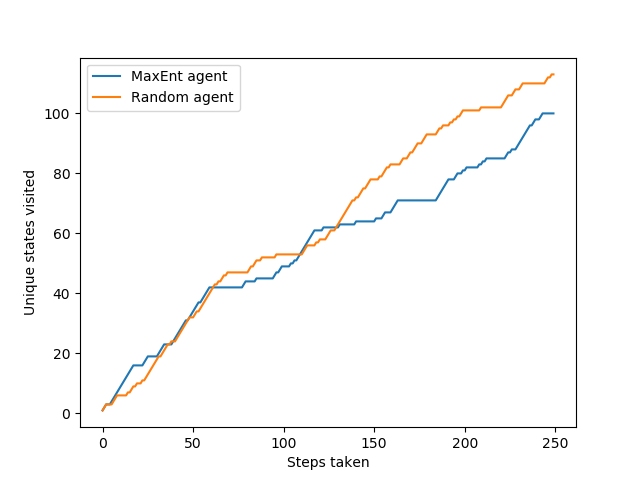 MaxEnt agent
Random agent
Unique states visited
100
80
60
40
20
0
0 50 100 150 200 250
Steps taken